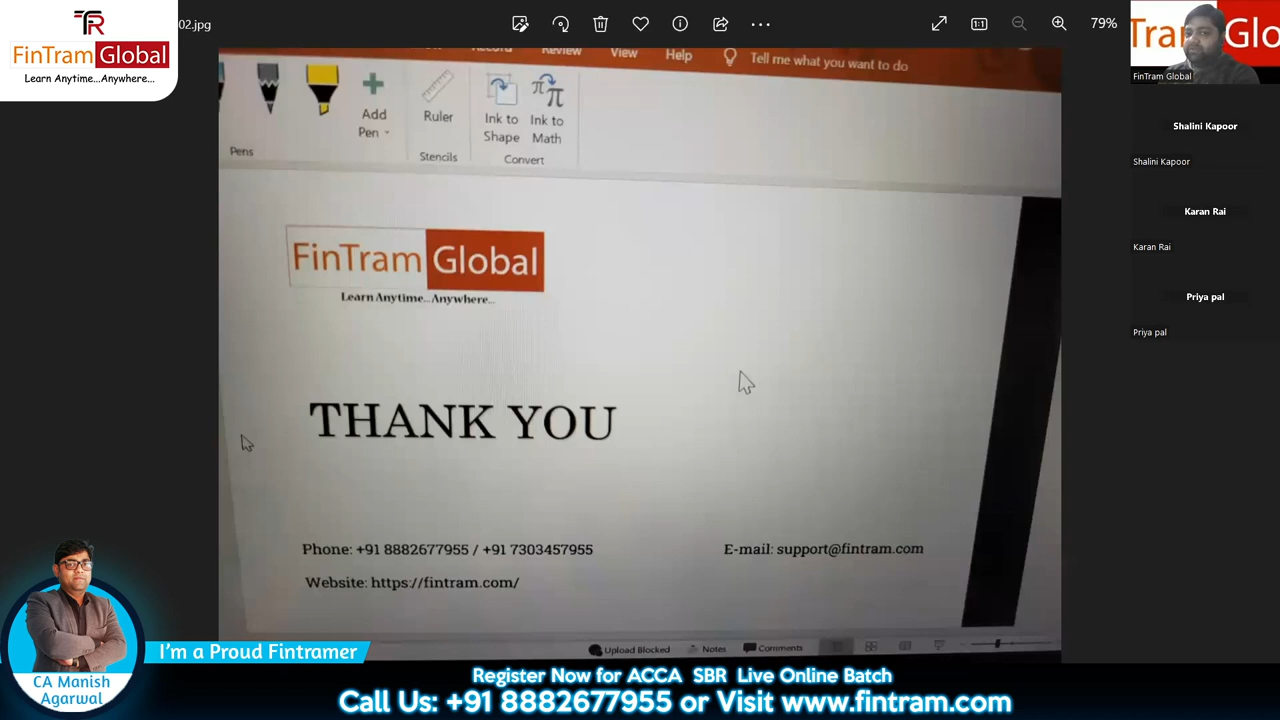 TR
FinTram Global
Learn Anytime...Anywhere...
02.jpg
79%
Record Review View Help Tell me what you want to do
Add Pen
Ruler
Ink to Shape
Ink to Math
Pens
Stencils
Convert
FinTram Global
Learn Anytime...Anywhere...
THANK YOU
Phone: +91 8882677955 / +91 7303457955
E-mail: support@fintram.com
Website: https://fintram.com/
Upload Blocked Notes Comments
FinTram Global
Shalini Kapoor
Shalini Kapoor
Karan Rai
Karan Rai
Priya pal
Priya pal
I'm a Proud Fintramer
CA Manish
Agarwal
Register Now for ACCA SBR Live Online Batch
Call Us: +91 8882677955 or Visit www.fintram.com